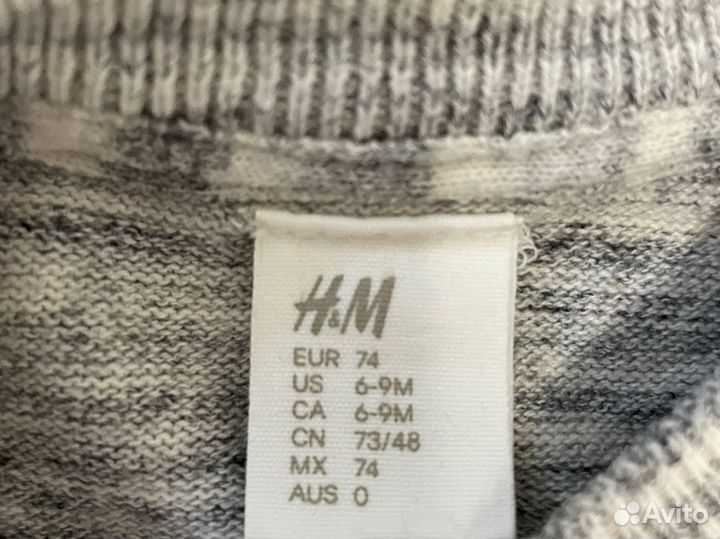 H&M
EUR 74
US 6-9M
CA 6-9M
CN 73/48
MX 74
AUS 0
Avito